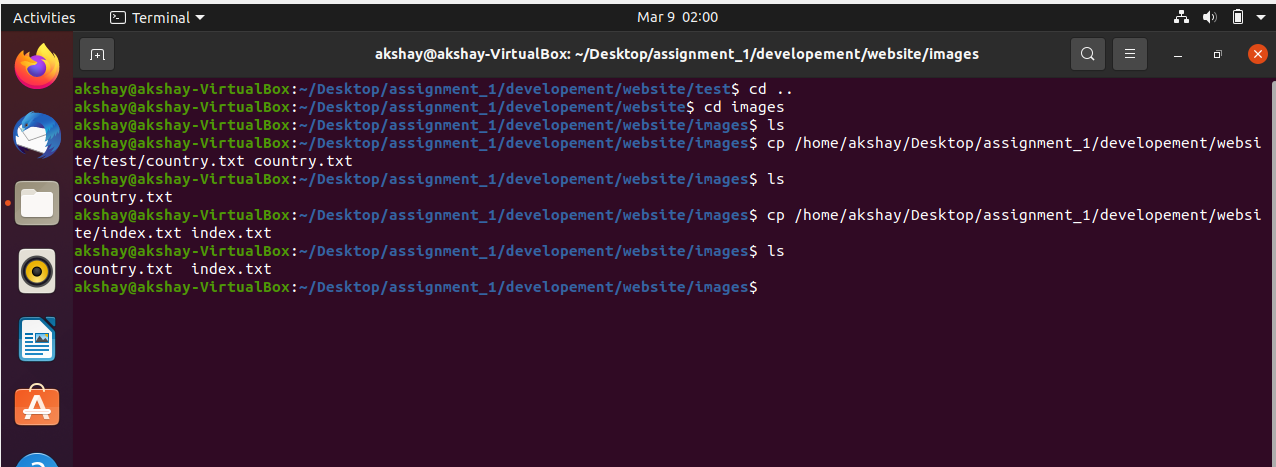 Activities
Terminal
Mar 9 02:00
akshay@akshay-VirtualBox: ~/Desktop/assignment_1/developement/website/images
akshay@akshay-VirtualBox:~/Desktop/assignment_1/developement/website/test$ cd ..
akshay@akshay-VirtualBox:~/Desktop/assignment_1/developement/website$ cd images
akshay@akshay-VirtualBox:~/Desktop/assignment_1/developement/website/images$ ls
akshay@akshay-VirtualBox:~/Desktop/assignment_1/developement/website/images$ cp /home/akshay/Desktop/assignment_1/developement/websi
te/test/country.txt country.txt
akshay@akshay-VirtualBox:~/Desktop/assignment_1/developement/website/images$ ls
country.txt
akshay@akshay-VirtualBox:~/Desktop/assignment_1/developement/website/images$ cp /home/akshay/Desktop/assignment_1/developement/websi
te/index.txt index.txt
akshay@akshay-VirtualBox:~/Desktop/assignment_1/developement/website/images$ ls
country.txt  index.txt
akshay@akshay-VirtualBox:~/Desktop/assignment_1/developement/website/images$